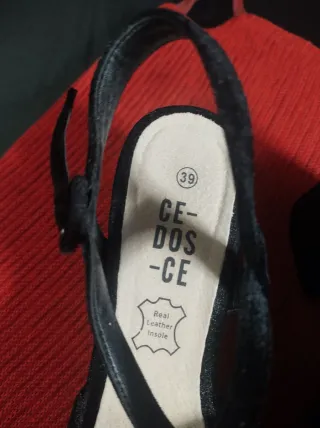 39
CE-
DOS
-CE
Real
Leather
Insole